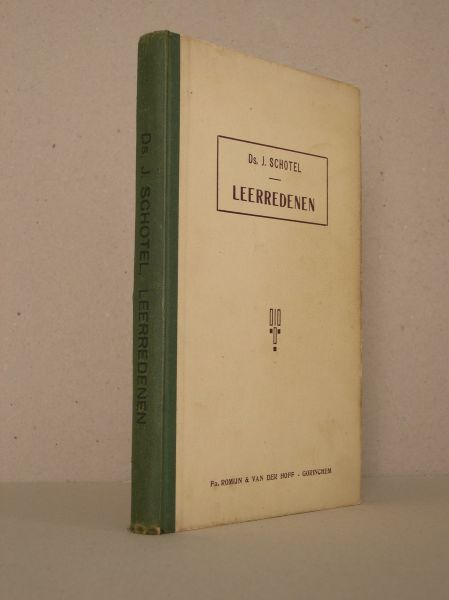 Ds. J. SCHOTEL, LEERREDENEN
Ds. J. SCHOTEL
LEERREDENEN
Fa. ROMIJN & VAN DER HOFF - GORINCHEM